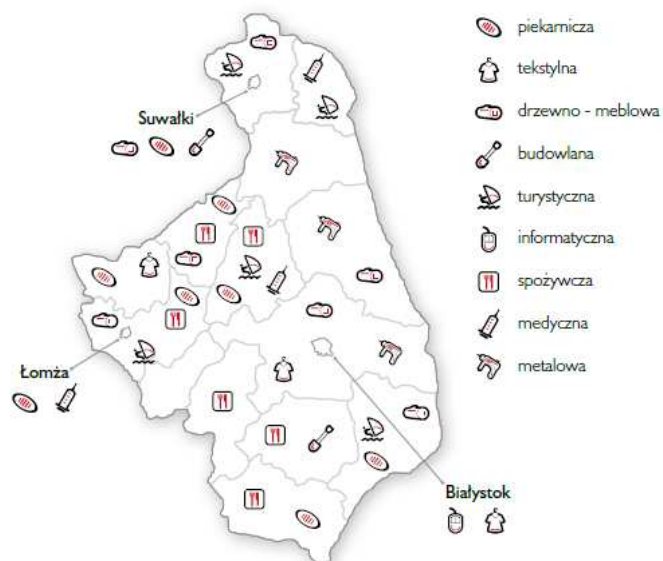 piekarnicza
tekstylna
drzewno - meblowa
budowlana
turystyczna
informatyczna
spożywcza
medyczna
metalowa
Suwałki
Łomża
Białystok